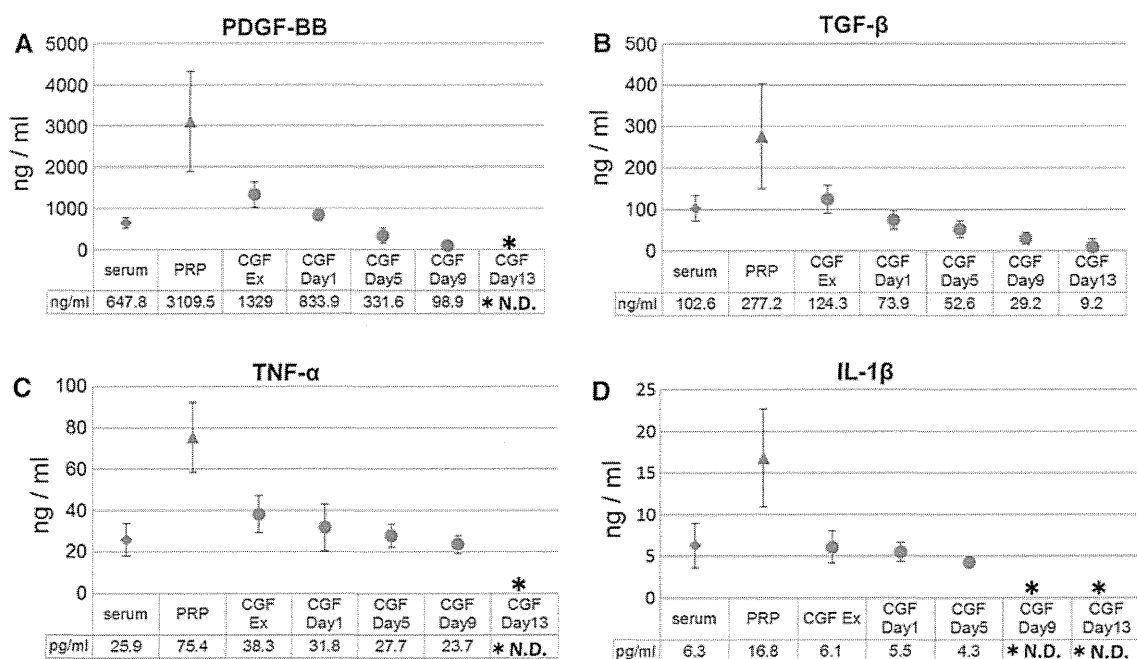 A
PDGF-BB
5000
4000
3000
2000
1000
0
ng / ml
serum PRP CGF Ex CGF Day1 CGF Day5 CGF Day9 * CGF Day13
ng/ml 647.8 3109.5 1329 833.9 331.6 98.9 * N.D.
B
TGF-β
500
400
300
200
100
0
ng / ml
serum PRP CGF Ex CGF Day1 CGF Day5 CGF Day9 CGF Day13
ng/ml 102.6 277.2 124.3 73.9 52.6 29.2 9.2
C
TNF-α
100
80
60
40
20
0
ng / ml
serum PRP CGF Ex CGF Day1 CGF Day5 CGF Day9 * CGF Day13
pg/ml 25.9 75.4 38.3 31.8 27.7 23.7 * N.D.
D
IL-1β
25
20
15
10
5
0
ng / ml
serum PRP CGF Ex CGF Day1 CGF Day5 * CGF Day9 * CGF Day13
pg/ml 6.3 16.8 6.1 5.5 4.3 * N.D. * N.D.